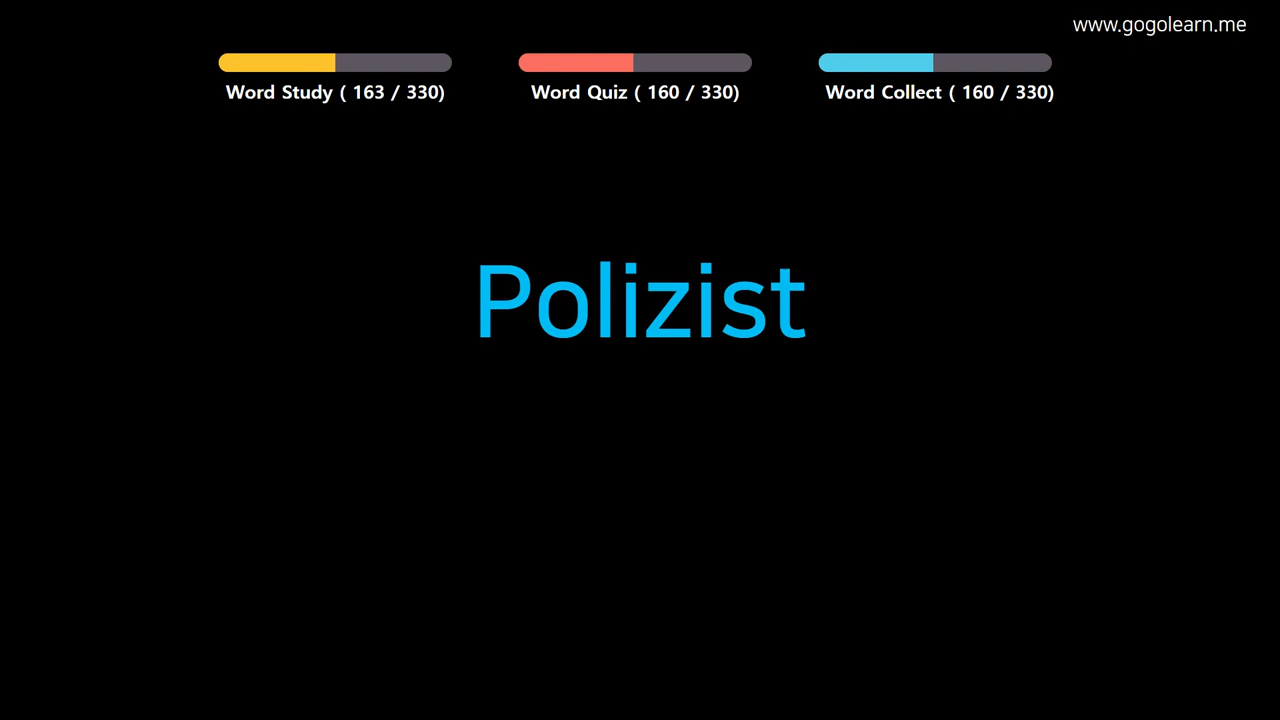 www.gogolearn.me
Word Study ( 163 / 330)
Word Quiz ( 160 / 330)
Word Collect ( 160 / 330)
Polizist